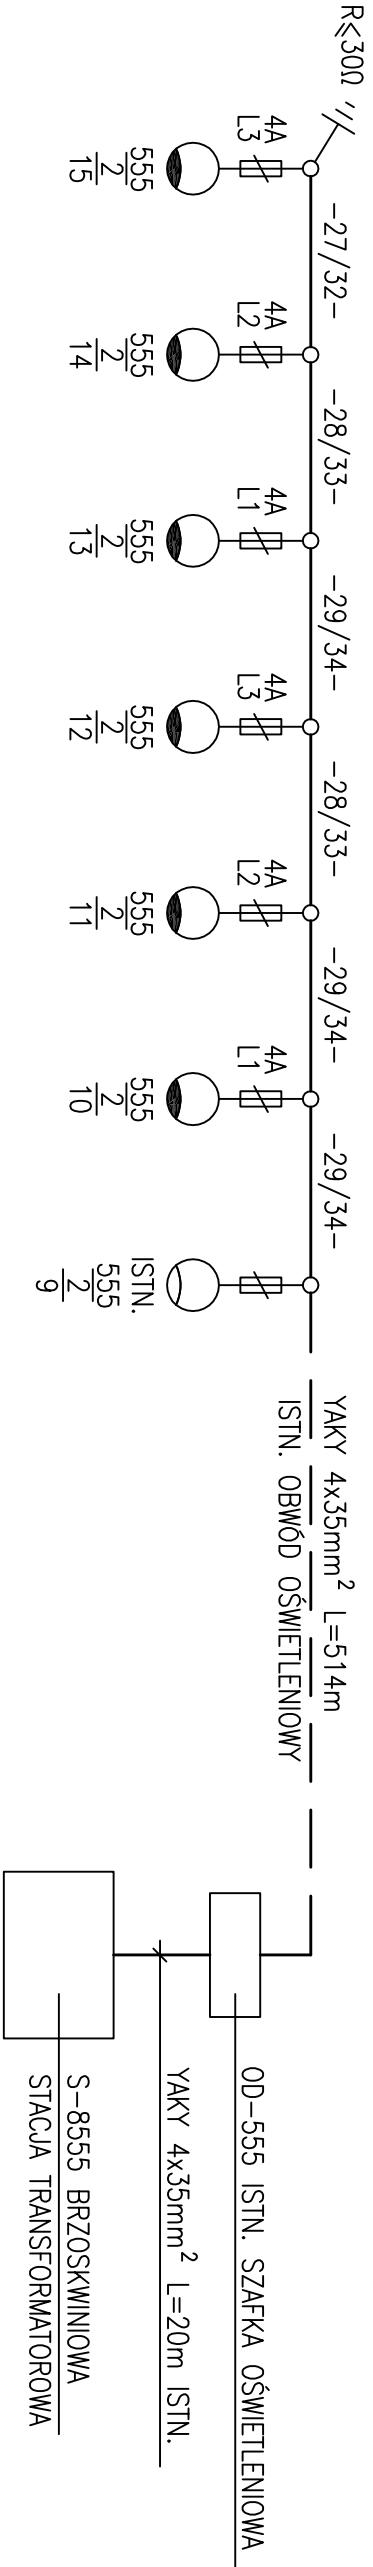 R≤30Ω
-27/32-
-28/33-
-29/34-
-28/33-
-29/34-
-29/34-
4A
L3
555
2
15
4A
L2
555
2
14
4A
L1
555
2
13
4A
L3
555
2
12
4A
L2
555
2
11
4A
L1
555
2
10
ISTN.
555
2
9
YAKY 4x35mm² L=514m
ISTN. OBWÓD OŚWIETLENIOWY
OD-555 ISTN. SZAFKA OŚWIETLENIOWA
YAKY 4x35mm² L=20m ISTN.
S-8555 BRZOSKWINIOWA
STACJA TRANSFORMATOROWA